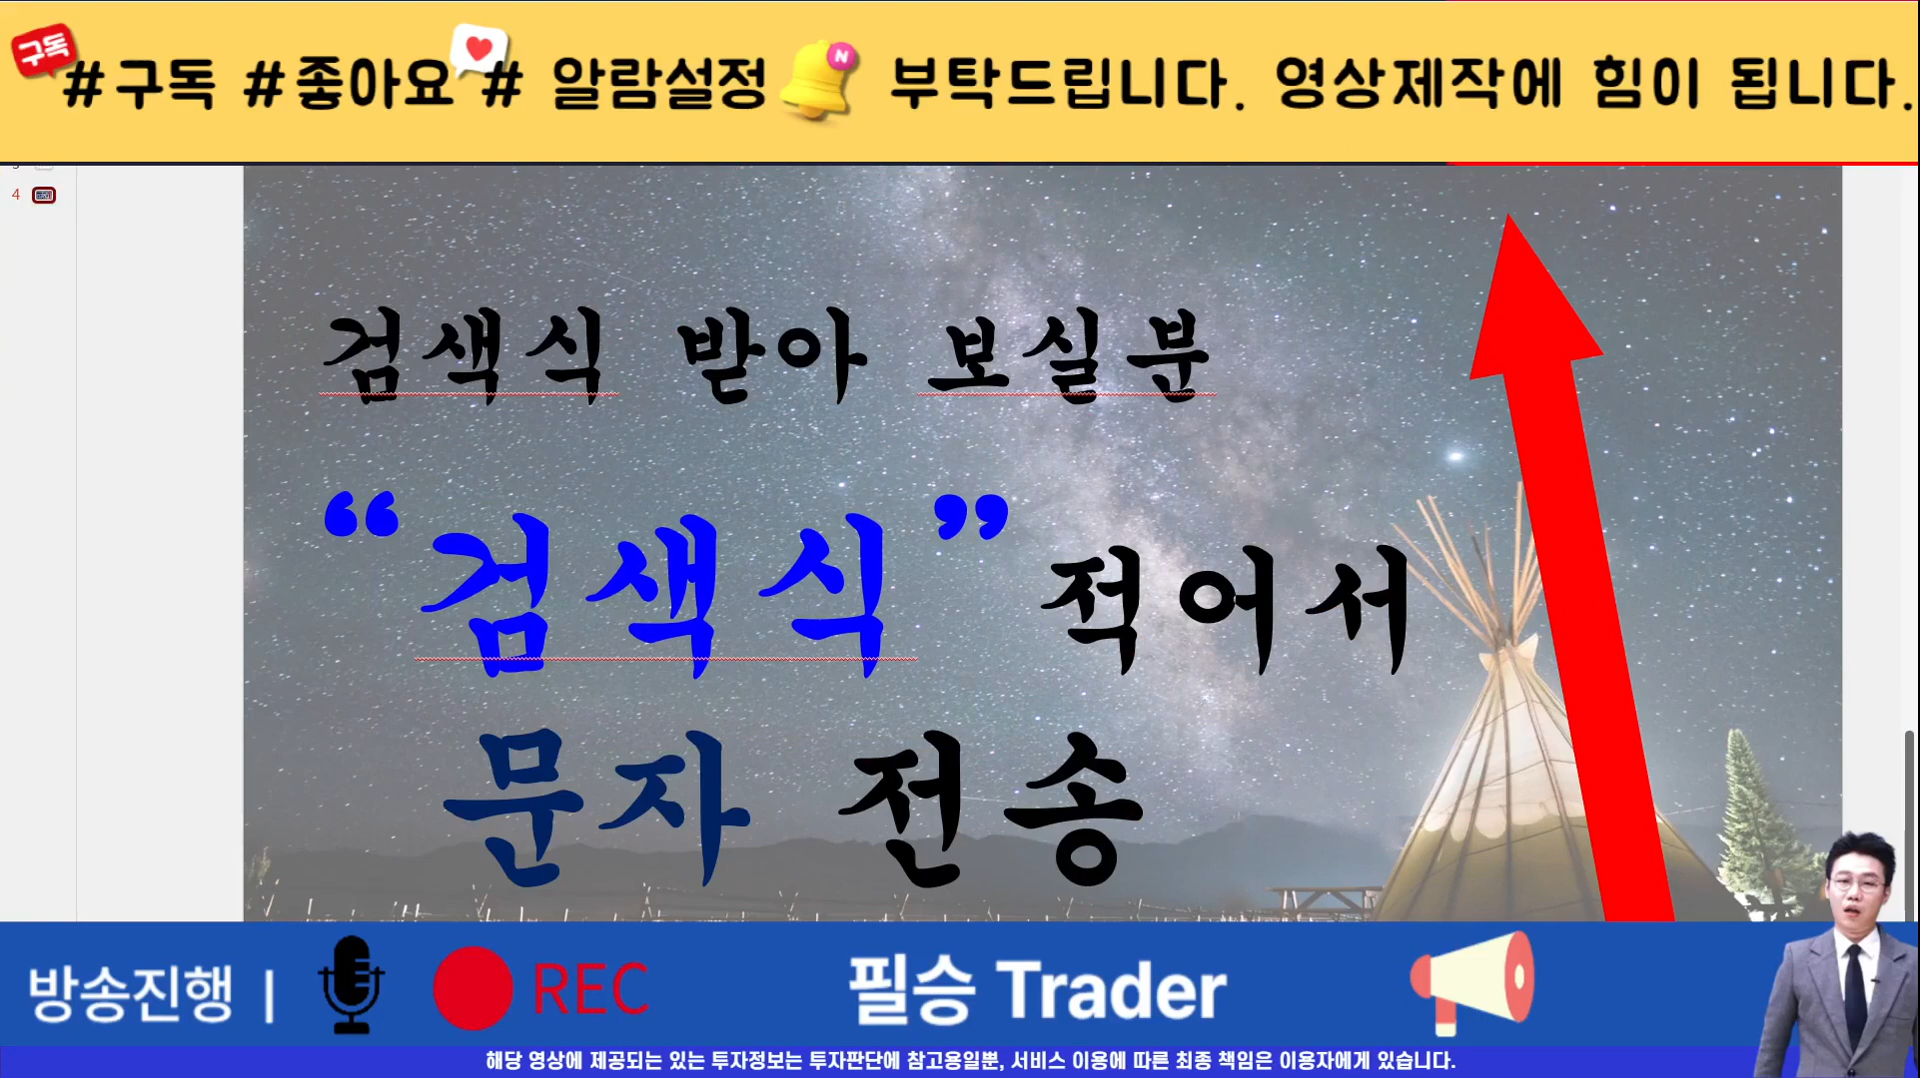 구독
#구독 #좋아요 # 알람설정 N 부탁드립니다. 영상제작에 힘이 됩니다.
4
검색식 받아 보실분
“검색식” 적어서
문자 전송
방송진행 | REC 필승 Trader
해당 영상에 제공되는 있는 투자정보는 투자판단에 참고용일뿐, 서비스 이용에 따른 최종 책임은 이용자에게 있습니다.